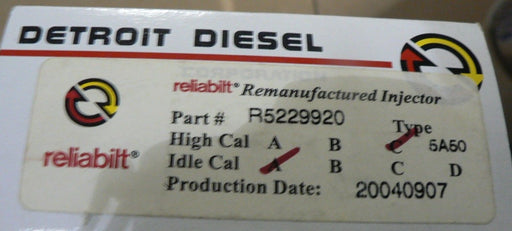 DETROIT DIESEL
reliabilt® Remanufactured Injector
Part # R5229920
Type
High Cal A B C 5A50
Idle Cal A B C D
Production Date: 20040907
reliabilt®